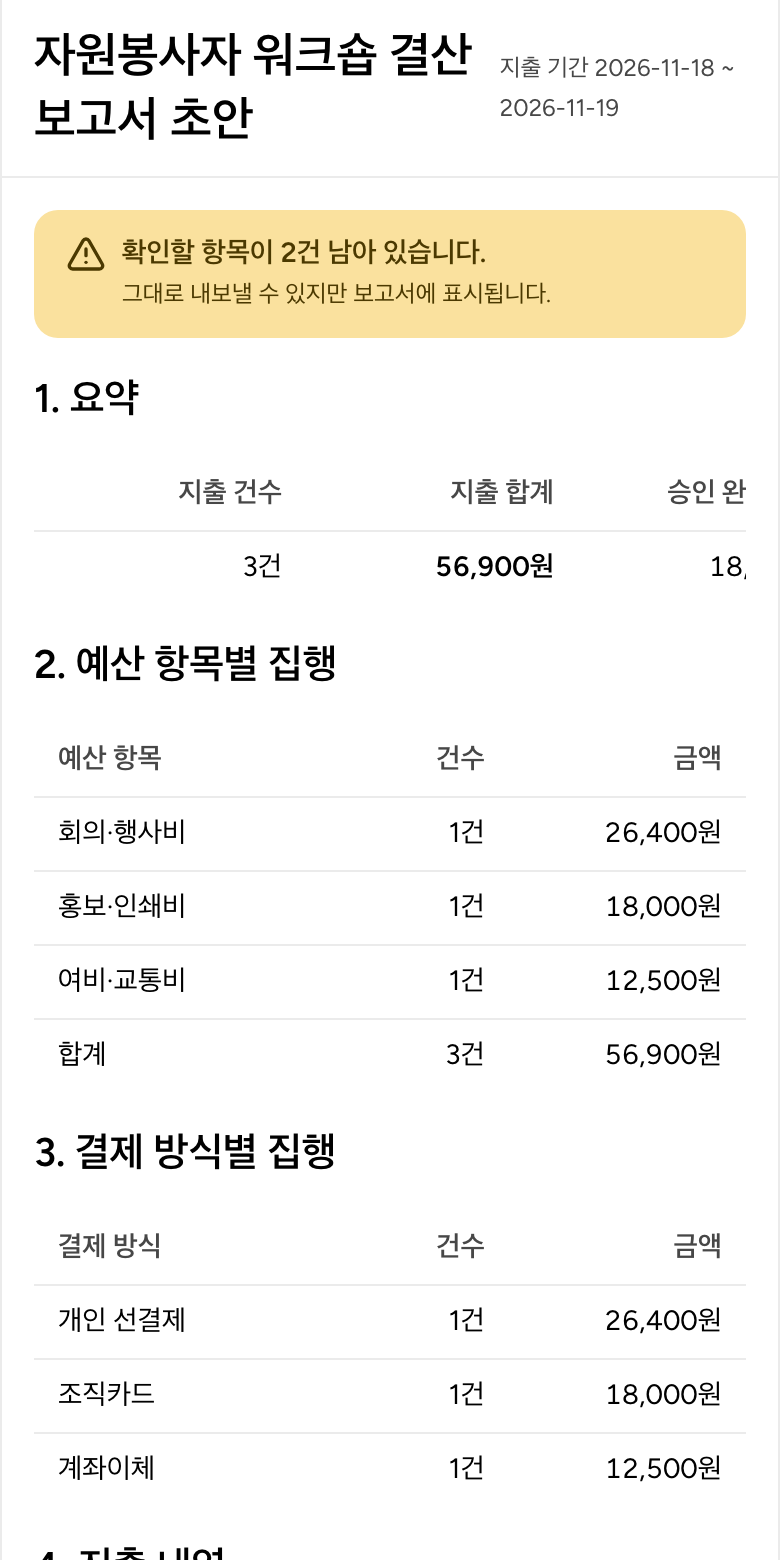 자원봉사자 워크숍 결산
보고서 초안
지출 기간 2026-11-18 ~
2026-11-19
확인할 항목이 2건 남아 있습니다.
그대로 내보낼 수 있지만 보고서에 표시됩니다.
1. 요약
지출 건수 지출 합계 승인 완
3건 56,900원 18,
2. 예산 항목별 집행
예산 항목 건수 금액
회의·행사비 1건 26,400원
홍보·인쇄비 1건 18,000원
여비·교통비 1건 12,500원
합계 3건 56,900원
3. 결제 방식별 집행
결제 방식 건수 금액
개인 선결제 1건 26,400원
조직카드 1건 18,000원
계좌이체 1건 12,500원
4. 지출 내역